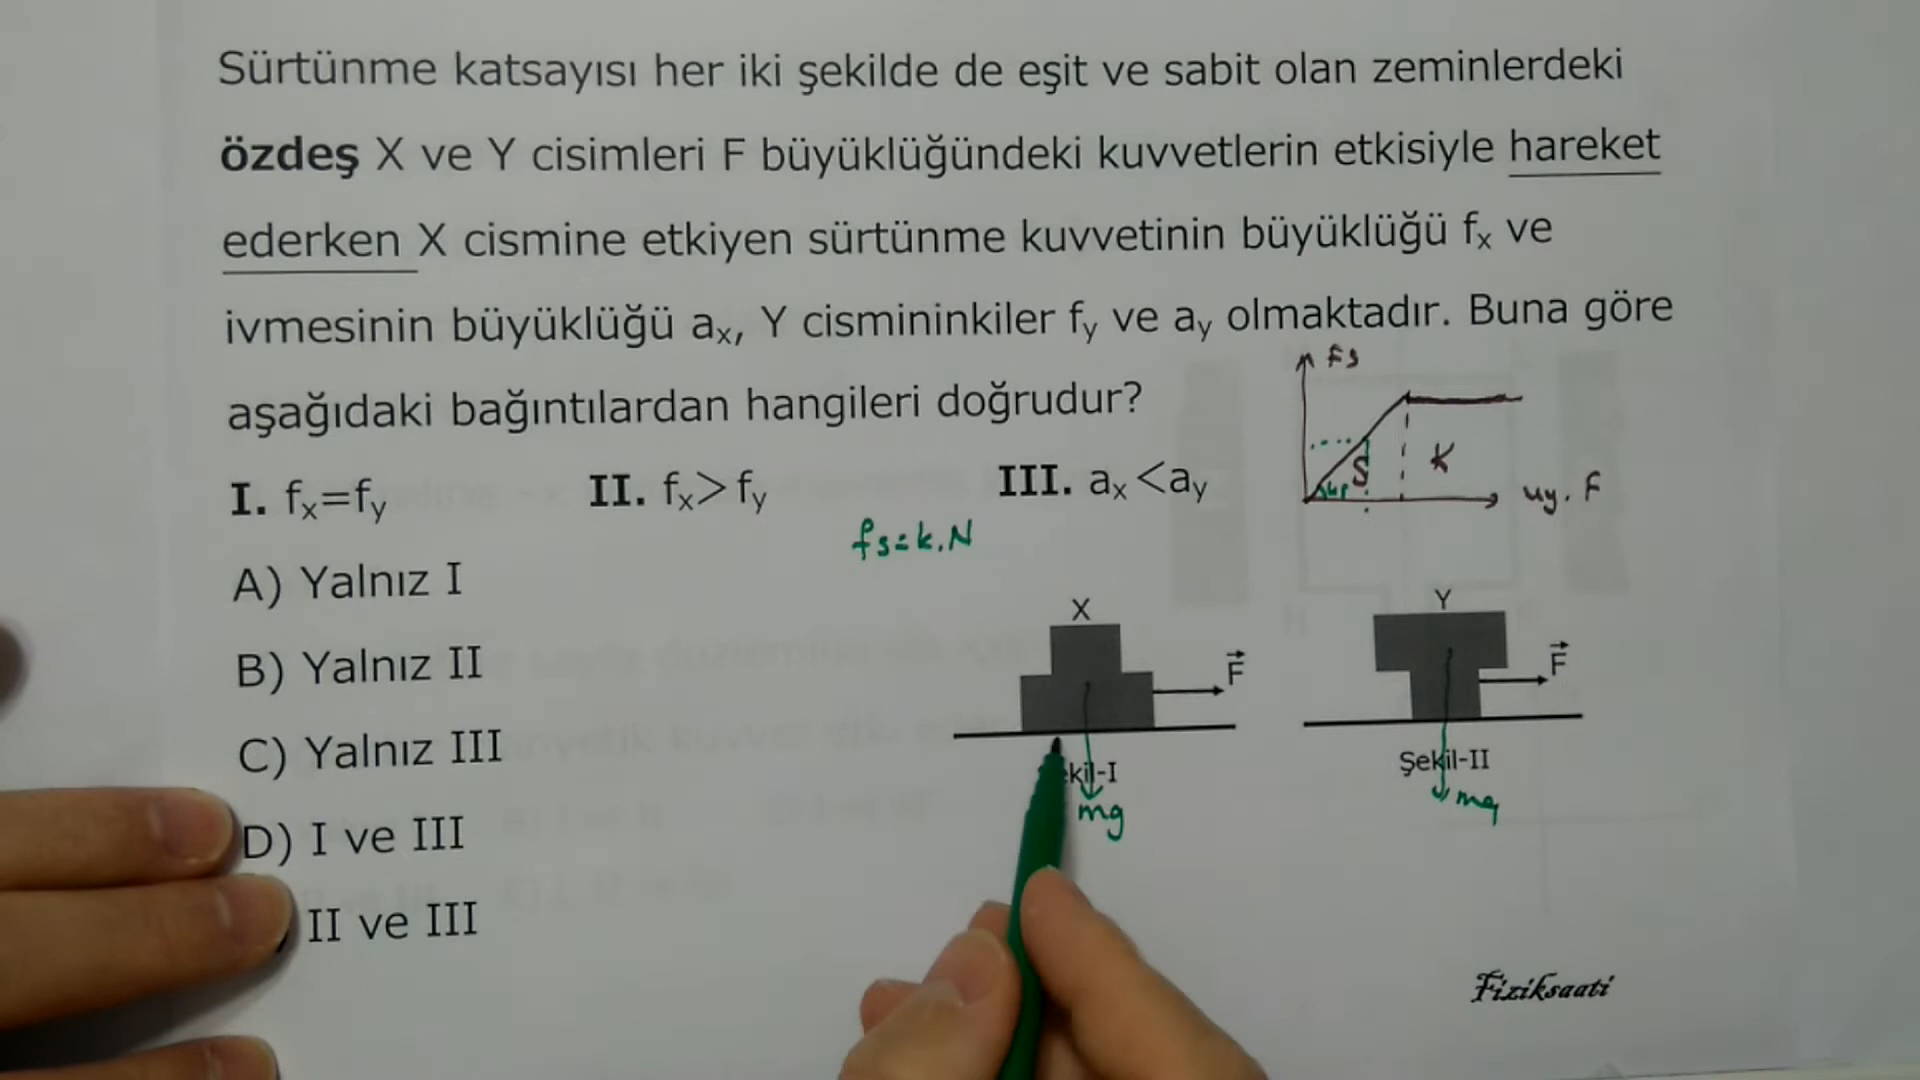 Sürtünme katsayısı her iki şekilde de eşit ve sabit olan zeminlerdeki
özdeş X ve Y cisimleri F büyüklüğündeki kuvvetlerin etkisiyle hareket
ederken X cismine etkiyen sürtünme kuvvetinin büyüklüğü fx ve
ivmesinin büyüklüğü ax, Y cismininkiler fy ve ay olmaktadır. Buna göre
aşağıdaki bağıntılardan hangileri doğrudur?
Fs
S
K
uy. F
I. fx=fy II. fx>fy III. ax<ay
fs=k.N
A) Yalnız I
B) Yalnız II
C) Yalnız III
D) I ve III
II ve III
X
F
Y
F
kil-I
mg
Şekil-II
mg
Fiziksaati